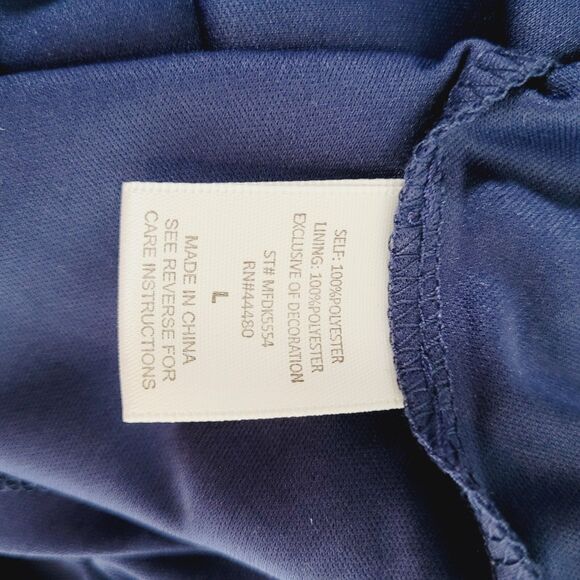 SELF: 100%POLYESTER
LINING: 100%POLYESTER
EXCLUSIVE OF DECORATION
ST# MFDK5554
RN#44480
L
MADE IN CHINA
SEE REVERSE FOR
CARE INSTRUCTIONS